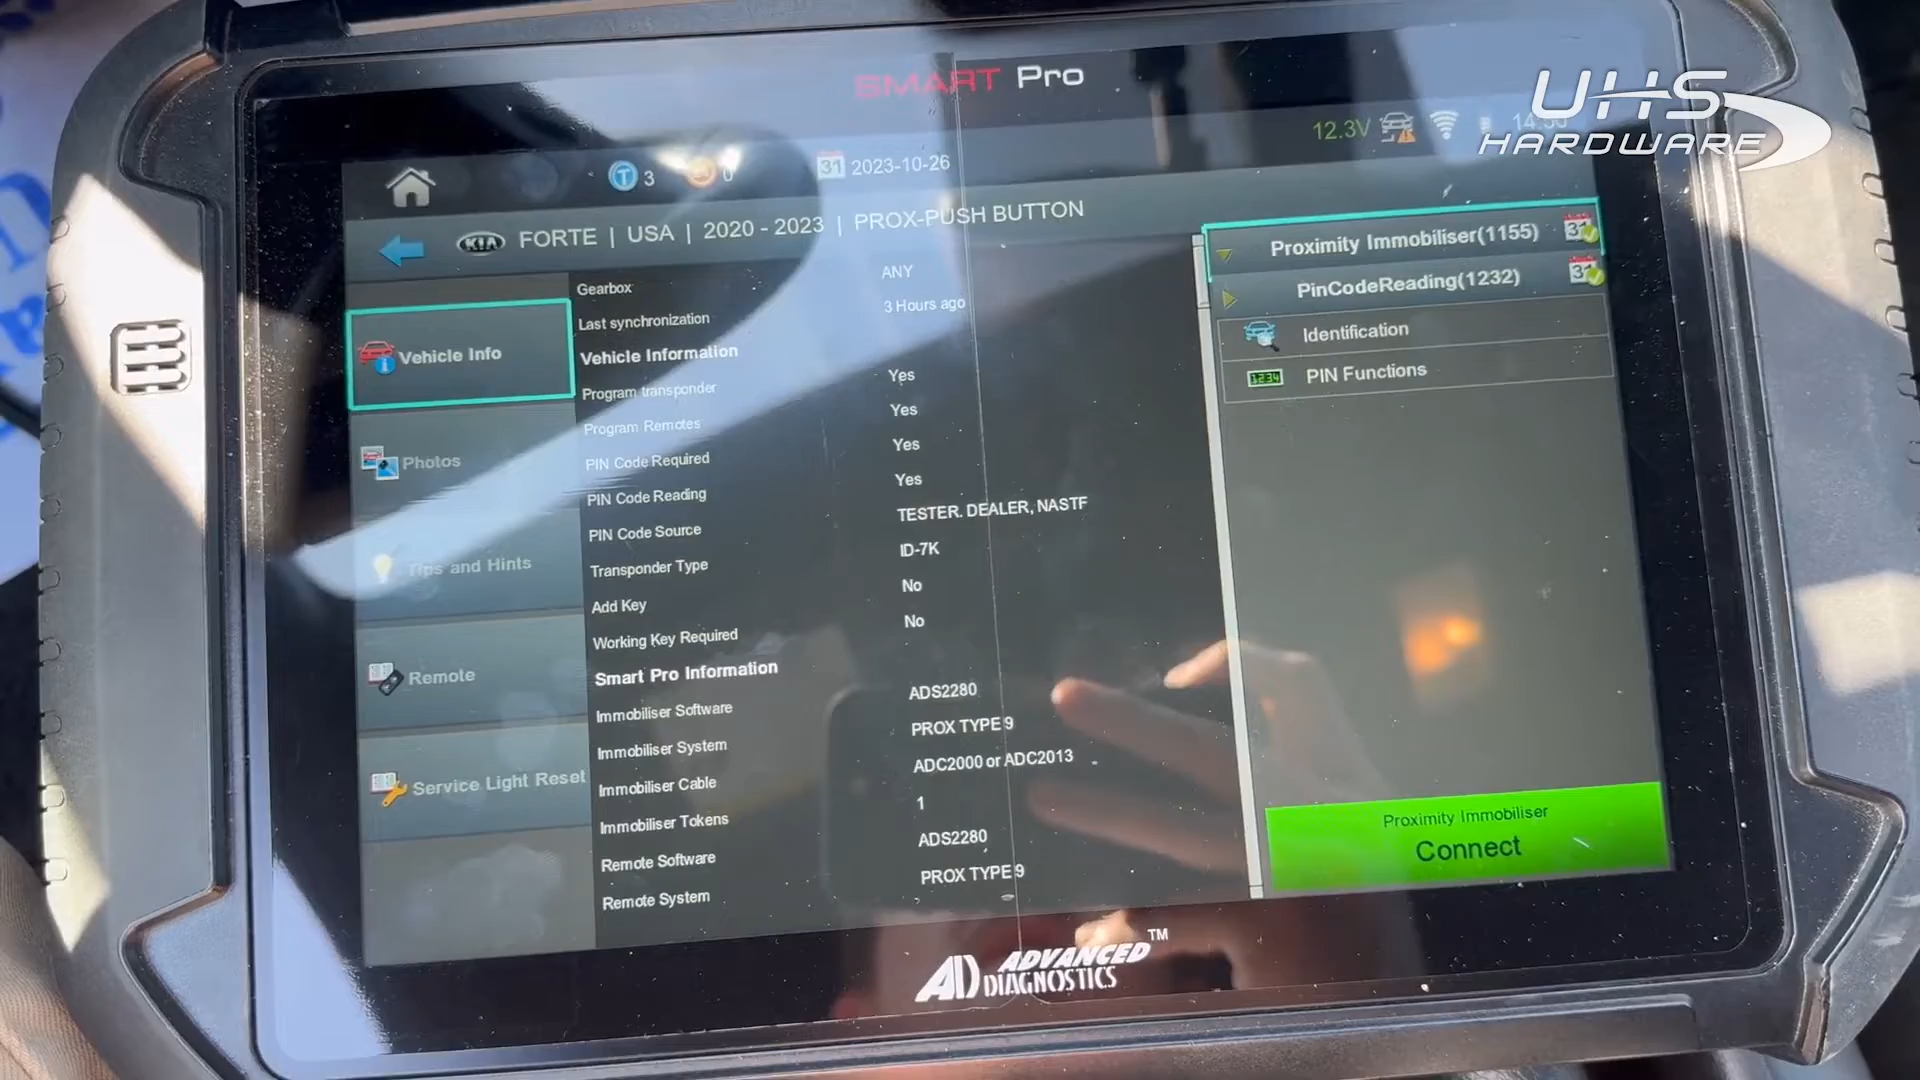 SMART Pro
UHS
HARDWARE
12.3V
3
0
31 2023-10-26
KIA FORTE | USA | 2020 - 2023 | PROX-PUSH BUTTON
Gearbox ANY
Last synchronization 3 Hours ago
Vehicle Information
Program transponder Yes
Program Remotes Yes
PIN Code Required Yes
PIN Code Reading Yes
PIN Code Source TESTER. DEALER, NASTF
Transponder Type ID-7K
Add Key No
Working Key Required No
Smart Pro Information
Immobiliser Software ADS2280
Immobiliser System PROX TYPE 9
Immobiliser Cable ADC2000 or ADC2013
Immobiliser Tokens 1
Remote Software ADS2280
Remote System PROX TYPE 9
Vehicle Info
Photos
Tips and Hints
Remote
Service Light Reset
Proximity Immobiliser(1155)
PinCodeReading(1232)
Identification
1234 PIN Functions
Proximity Immobiliser
Connect
AD ADVANCED DIAGNOSTICS™